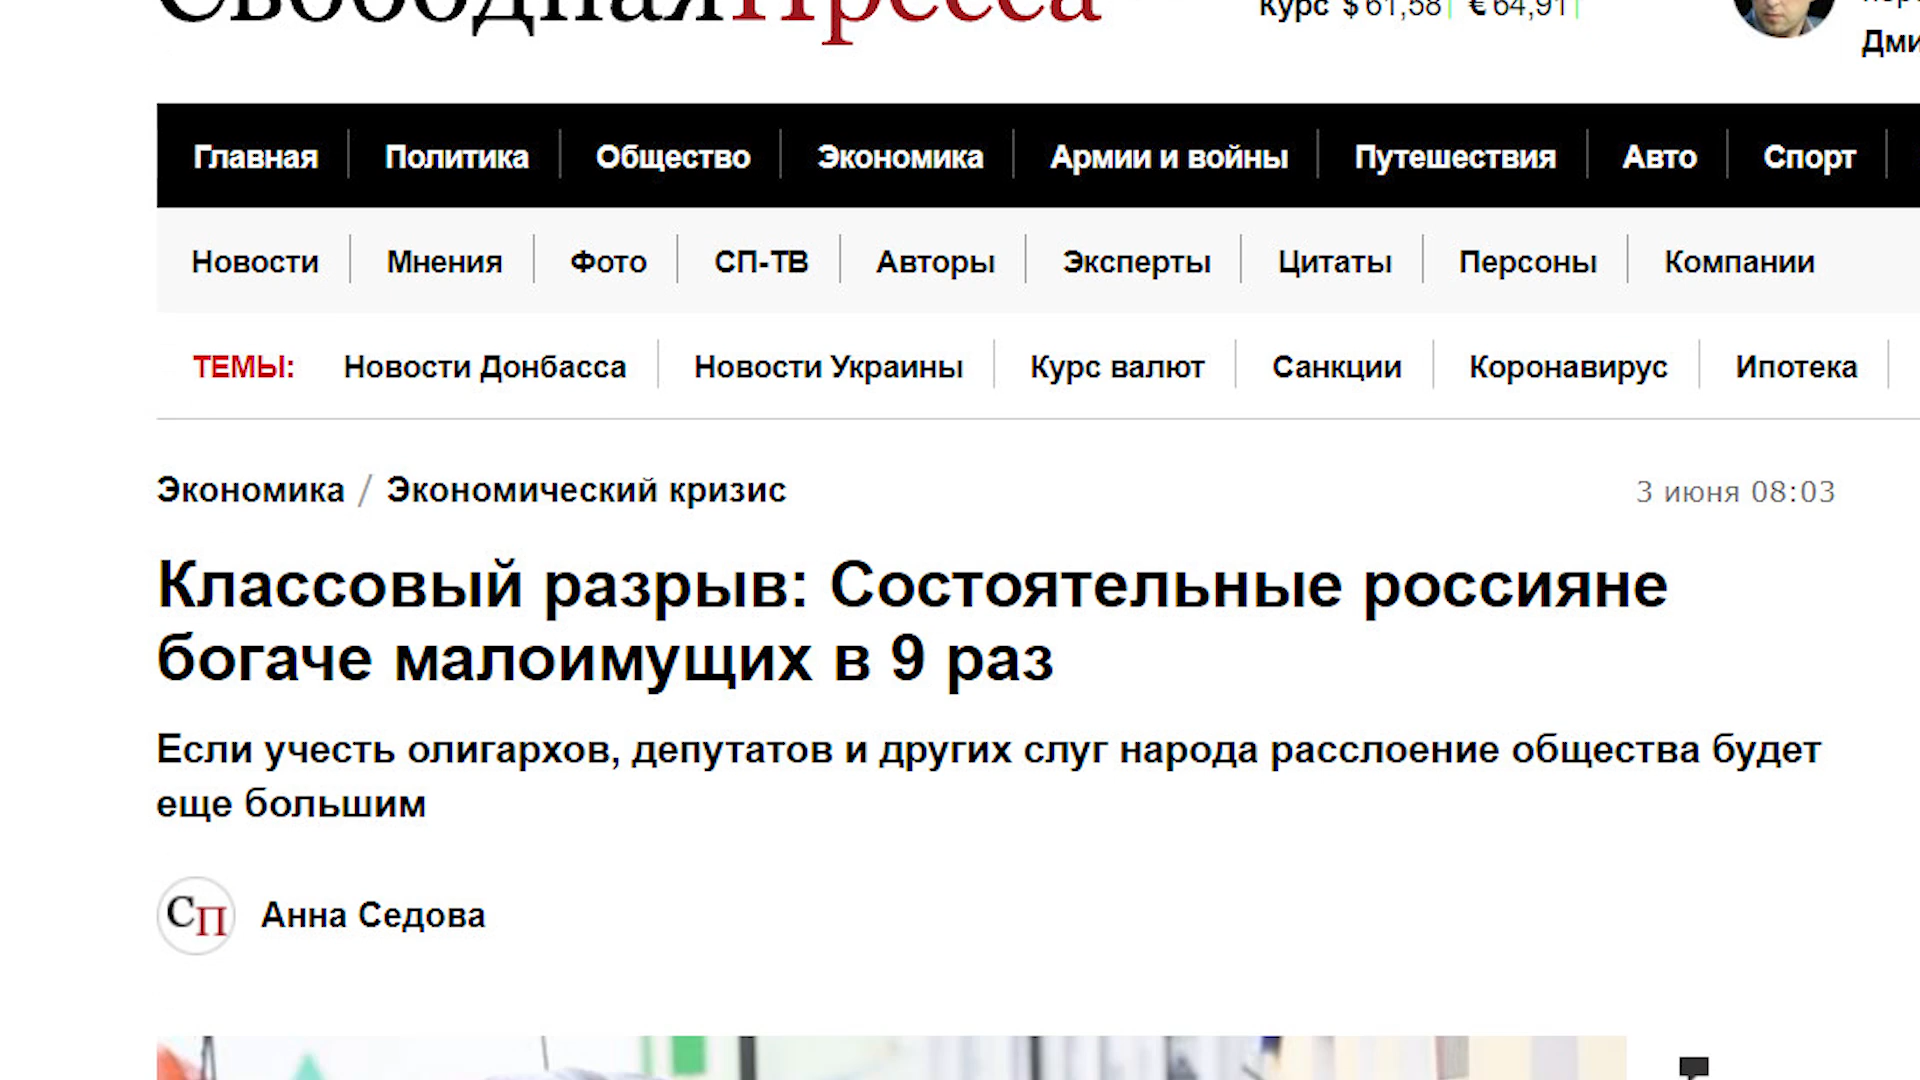 СвободнаяПресса
Курс $ 61,58 € 64,91
Дми
Главная Политика Общество Экономика Армии и войны Путешествия Авто Спорт
Новости Мнения Фото СП-ТВ Авторы Эксперты Цитаты Персоны Компании
ТЕМЫ: Новости Донбасса Новости Украины Курс валют Санкции Коронавирус Ипотека
Экономика / Экономический кризис
3 июня 08:03
Классовый разрыв: Состоятельные россияне
богаче малоимущих в 9 раз
Если учесть олигархов, депутатов и других слуг народа расслоение общества будет
еще большим
СП Анна Седова